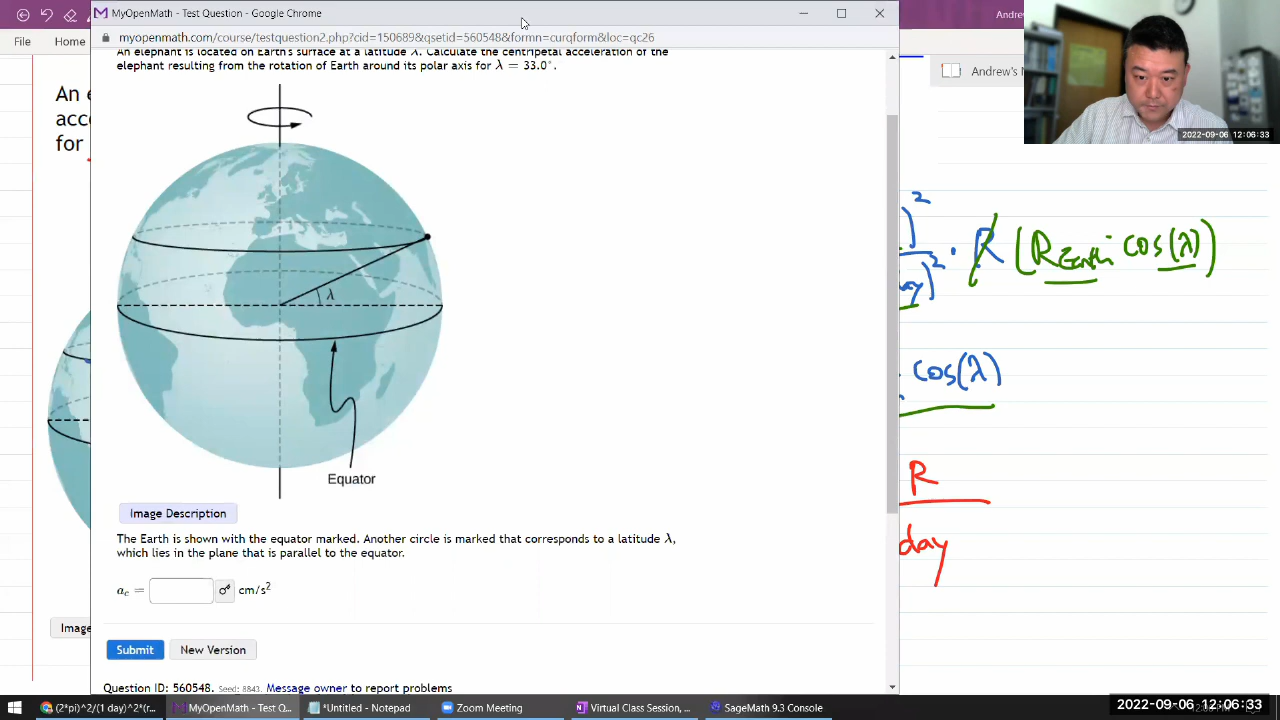 MyOpenMath - Test Question - Google Chrome
myopenmath.com/course/testquestion2.php?cid=150689&qsetid=560548&formn=curqform&loc=qc26
Andrew
File
Home
Andrew's N
An elephant is located on Earth's surface at a latitude λ. Calculate the centripetal acceleration of the
elephant resulting from the rotation of Earth around its polar axis for λ = 33.0°.
An e
acc
for
2022-09-06 12:06:33
)² · R (R_Earth cos(λ))
ay)²
cos(λ)
R
day
λ
Equator
Image Description
The Earth is shown with the equator marked. Another circle is marked that corresponds to a latitude λ,
which lies in the plane that is parallel to the equator.
a_c = cm/s²
Image
Submit
New Version
Question ID: 560548. Seed: 8843. Message owner to report problems
(2*pi)^2/(1 day)^2*(r...
MyOpenMath - Test ...
*Untitled - Notepad
Zoom Meeting
Virtual Class Session, ...
SageMath 9.3 Console
2022-09-06 12:06:33